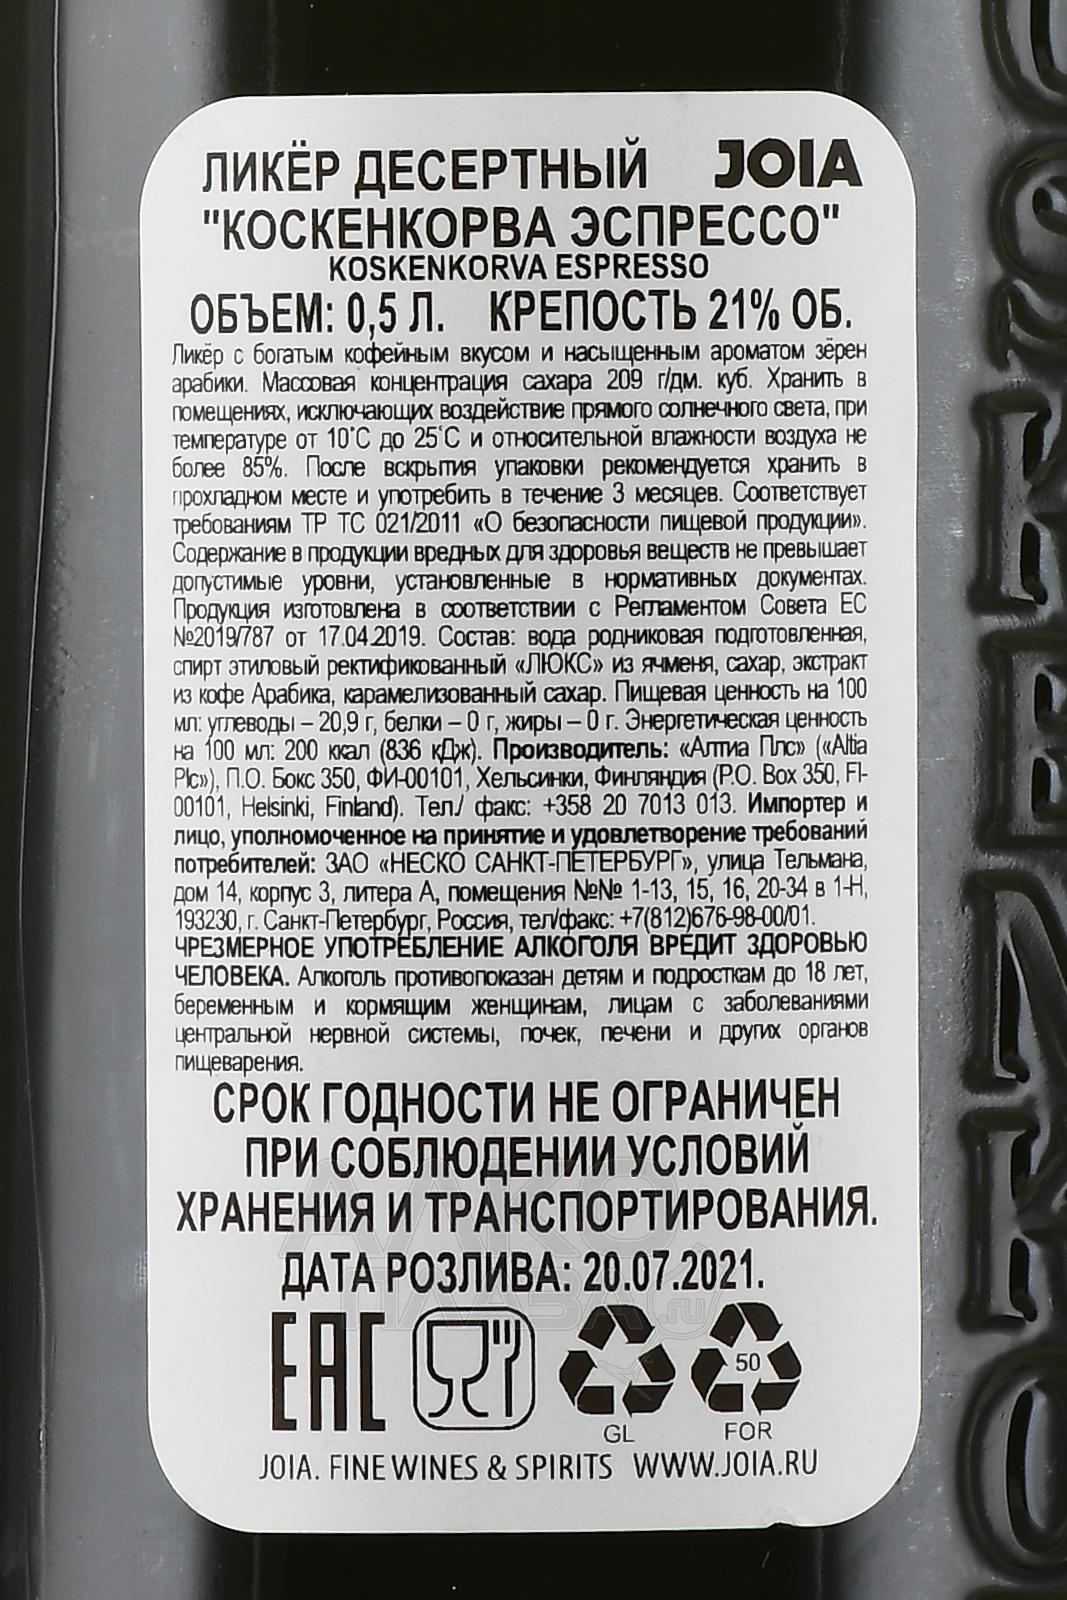 ЛИКЁР ДЕСЕРТНЫЙ JOIA
"КОСКЕНКОРВА ЭСПРЕССО"
KOSKENKORVA ESPRESSO
ОБЪЕМ: 0,5 Л. КРЕПОСТЬ 21% ОБ.
Ликёр с богатым кофейным вкусом и насыщенным ароматом зёрен
арабики. Массовая концентрация сахара 209 г/дм. куб. Хранить в
помещениях, исключающих воздействие прямого солнечного света, при
температуре от 10°С до 25°С и относительной влажности воздуха не
более 85%. После вскрытия упаковки рекомендуется хранить в
прохладном месте и употребить в течение 3 месяцев. Соответствует
требованиям ТР ТС 021/2011 «О безопасности пищевой продукции».
Содержание в продукции вредных для здоровья веществ не превышает
допустимые уровни, установленные в нормативных документах.
Продукция изготовлена в соответствии с Регламентом Совета ЕС
№2019/787 от 17.04.2019. Состав: вода родниковая подготовленная,
спирт этиловый ректификованный «ЛЮКС» из ячменя, сахар, экстракт
из кофе Арабика, карамелизованный сахар. Пищевая ценность на 100
мл: углеводы – 20,9 г, белки – 0 г, жиры – 0 г. Энергетическая ценность
на 100 мл: 200 ккал (836 кДж). Производитель: «Алтиа Плс» («Altia
Plc»), П.О. Бокс 350, ФИ-00101, Хельсинки, Финляндия (P.O. Box 350, FI-
00101, Helsinki, Finland). Тел./ факс: +358 20 7013 013. Импортер и
лицо, уполномоченное на принятие и удовлетворение требований
потребителей: ЗАО «НЕСКО САНКТ-ПЕТЕРБУРГ», улица Тельмана,
дом 14, корпус 3, литера А, помещения №№ 1-13, 15, 16, 20-34 в 1-Н,
193230, г. Санкт-Петербург, Россия, тел/факс: +7(812)676-98-00/01.
ЧРЕЗМЕРНОЕ УПОТРЕБЛЕНИЕ АЛКОГОЛЯ ВРЕДИТ ЗДОРОВЬЮ
ЧЕЛОВЕКА. Алкоголь противопоказан детям и подросткам до 18 лет,
беременным и кормящим женщинам, лицам с заболеваниями
центральной нервной системы, почек, печени и других органов
пищеварения.
СРОК ГОДНОСТИ НЕ ОГРАНИЧЕН
ПРИ СОБЛЮДЕНИИ УСЛОВИЙ
ХРАНЕНИЯ И ТРАНСПОРТИРОВАНИЯ.
ДАТА РОЗЛИВА: 20.07.2021.
EAC
50
GL FOR
JOIA. FINE WINES & SPIRITS WWW.JOIA.RU